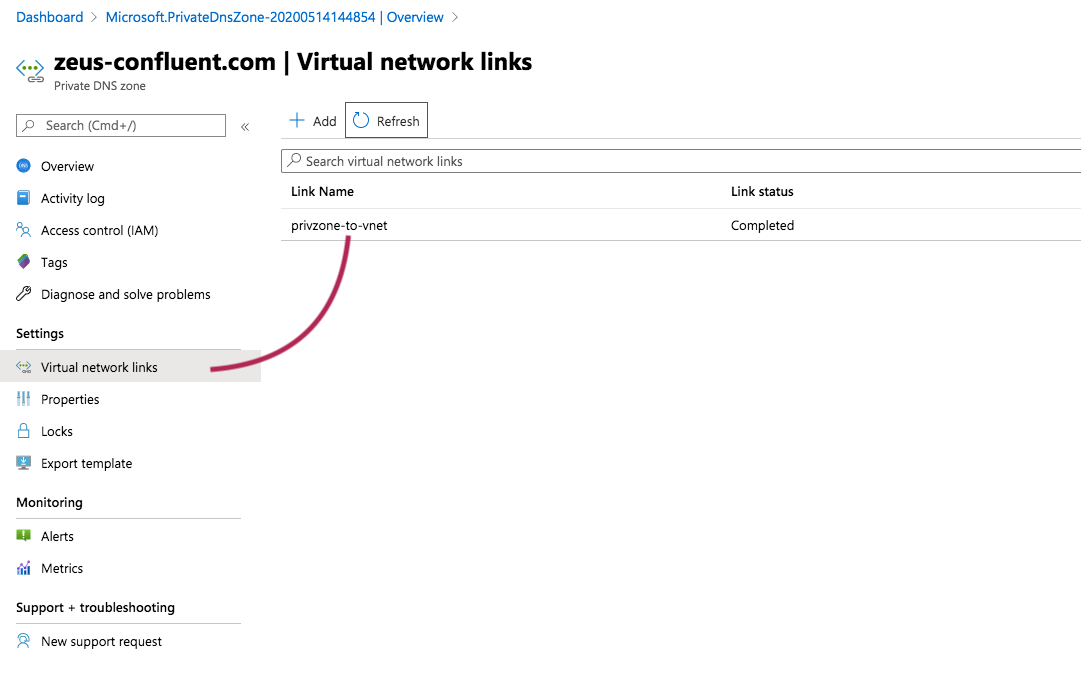 Dashboard > Microsoft.PrivateDnsZone-20200514144854 | Overview >
zeus-confluent.com | Virtual network links
Private DNS zone
Search (Cmd+/)
«
Overview
Activity log
Access control (IAM)
Tags
Diagnose and solve problems
Settings
Virtual network links
Properties
Locks
Export template
Monitoring
Alerts
Metrics
Support + troubleshooting
New support request
Add Refresh
Search virtual network links
Link Name Link status
privzone-to-vnet Completed